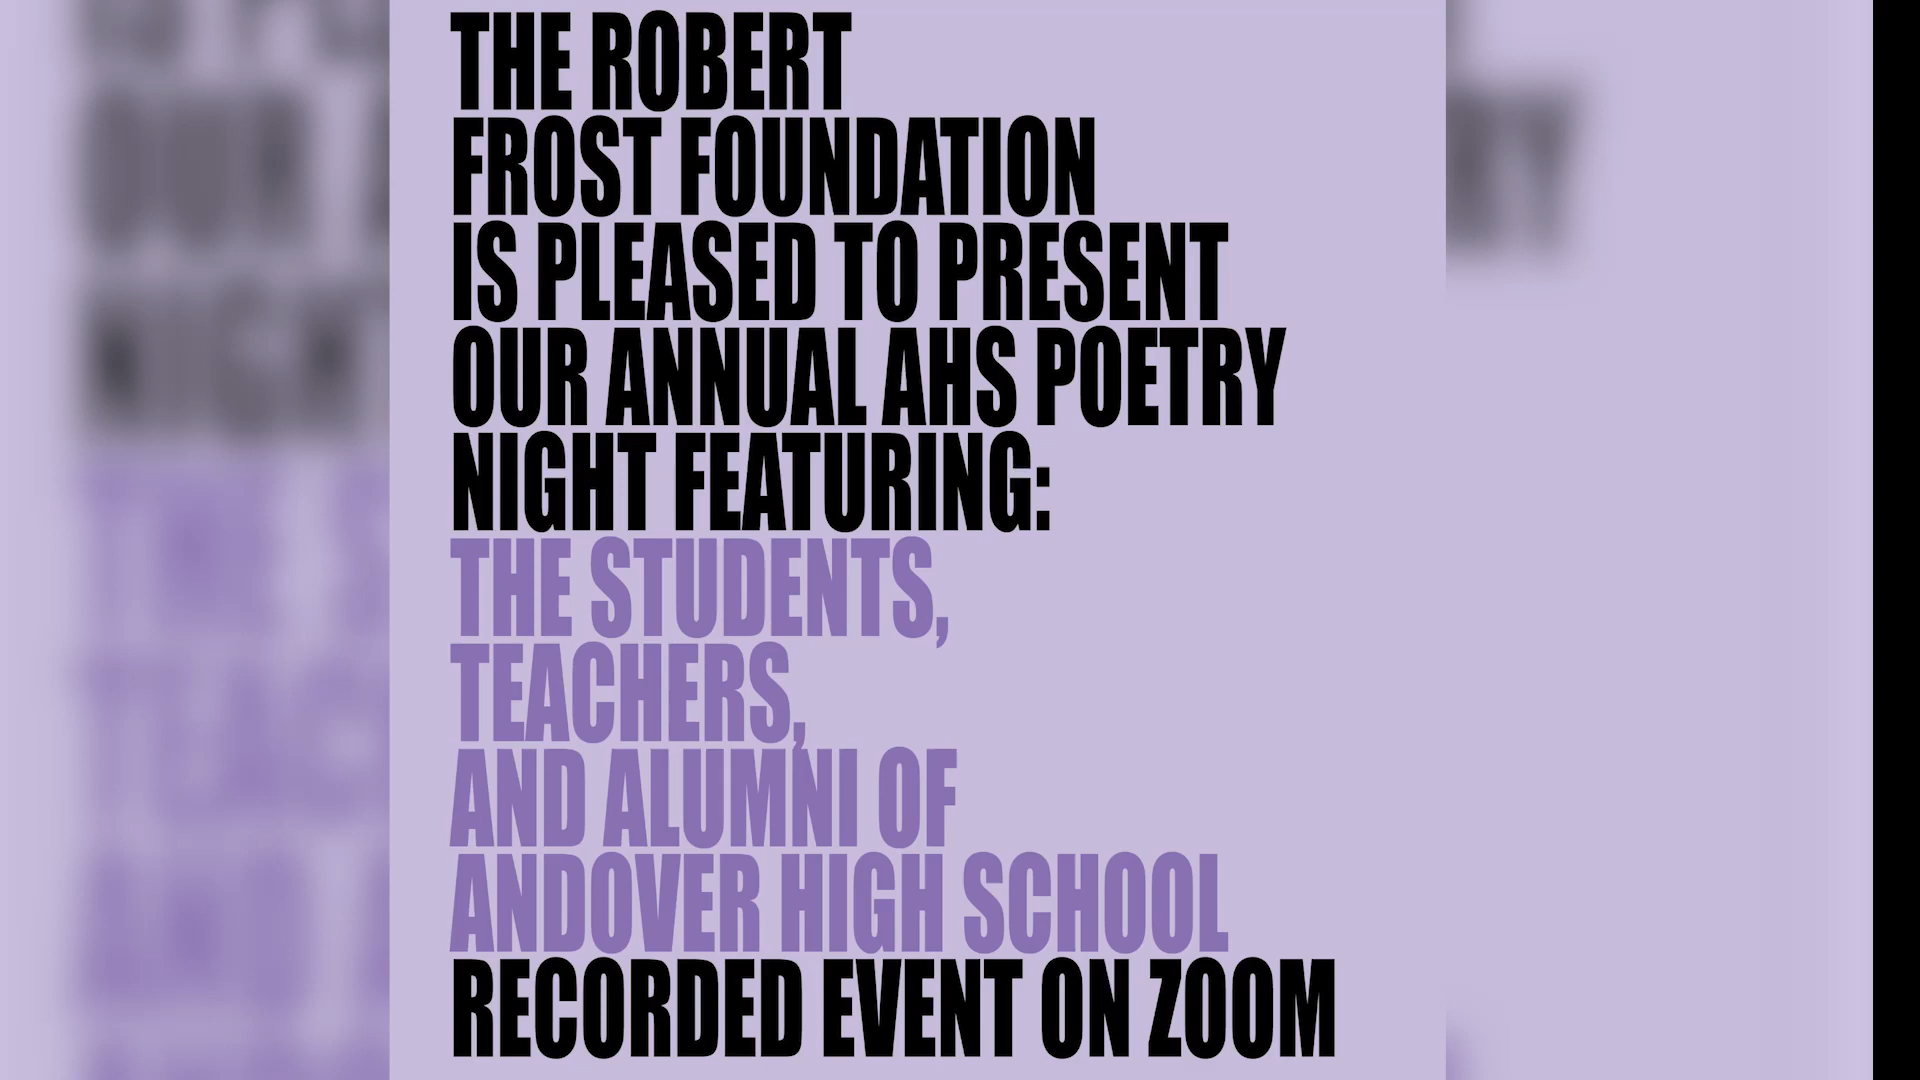 THE ROBERT
FROST FOUNDATION
IS PLEASED TO PRESENT
OUR ANNUAL AHS POETRY
NIGHT FEATURING:
THE STUDENTS,
TEACHERS,
AND ALUMNI OF
ANDOVER HIGH SCHOOL
RECORDED EVENT ON ZOOM